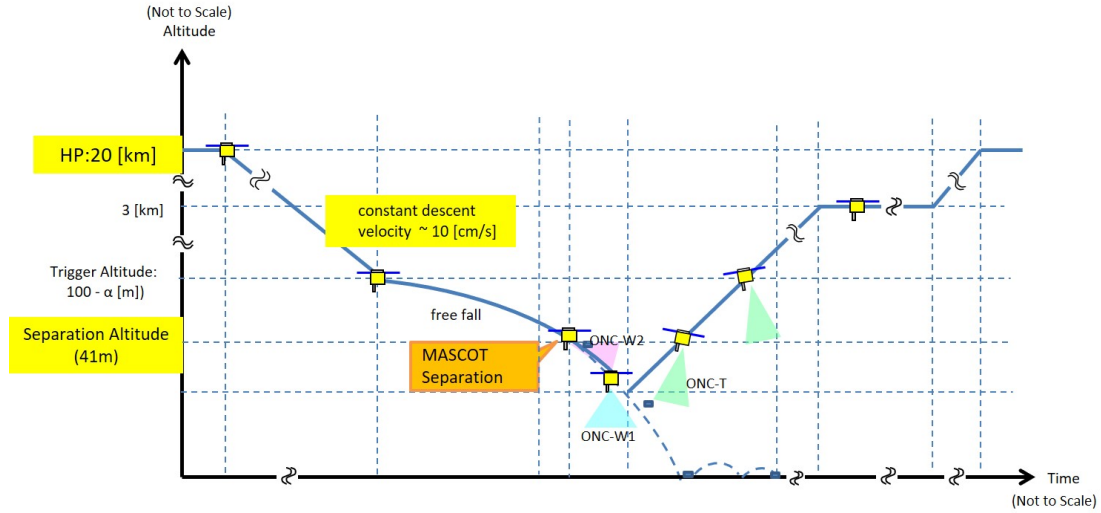 (Not to Scale)
Altitude
HP:20 [km]
3 [km]
constant descent
velocity ~ 10 [cm/s]
Trigger Altitude:
100 - α [m])
free fall
Separation Altitude
(41m)
MASCOT
Separation
ONC-W2
ONC-T
ONC-W1
Time
(Not to Scale)